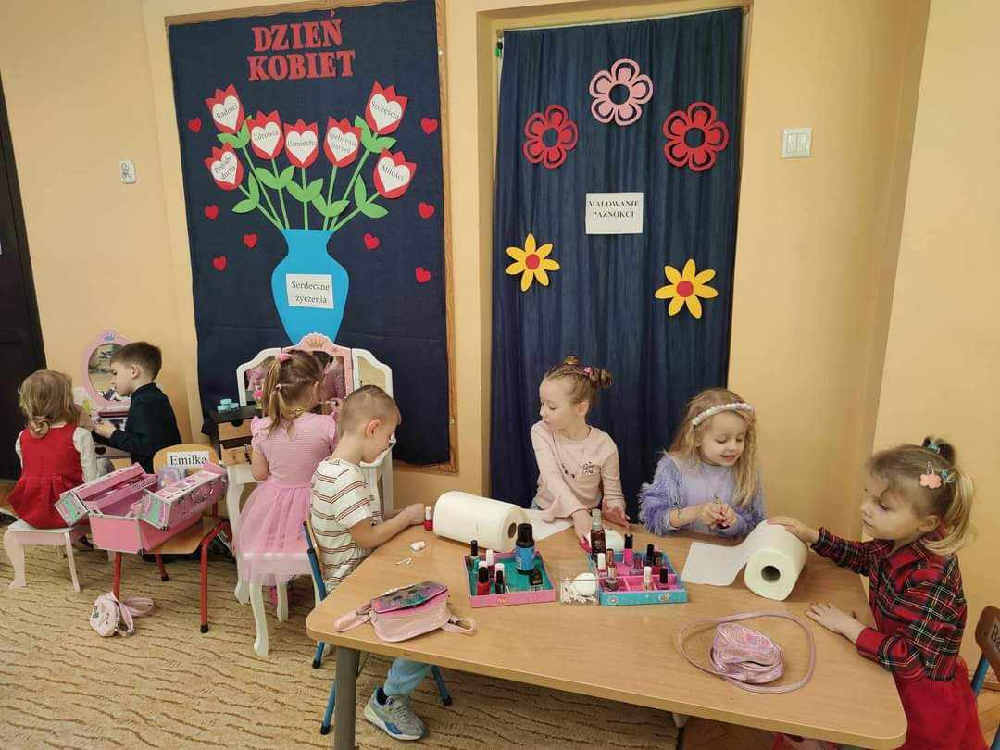 DZIEŃ
KOBIET
Radości
Zdrowia
Uśmiechu
Spełnienia
marzeń
Szczęścia
Pogody
ducha
Miłości
Serdeczne
życzenia
MALOWANIE
PAZNOKCI
Emilka